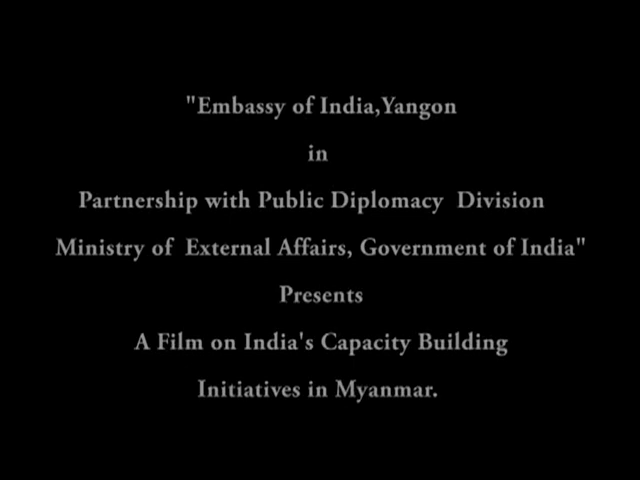 "Embassy of India,Yangon
in
Partnership with Public Diplomacy  Division
Ministry of  External Affairs, Government of India"
Presents
A Film on India's Capacity Building
Initiatives in Myanmar.